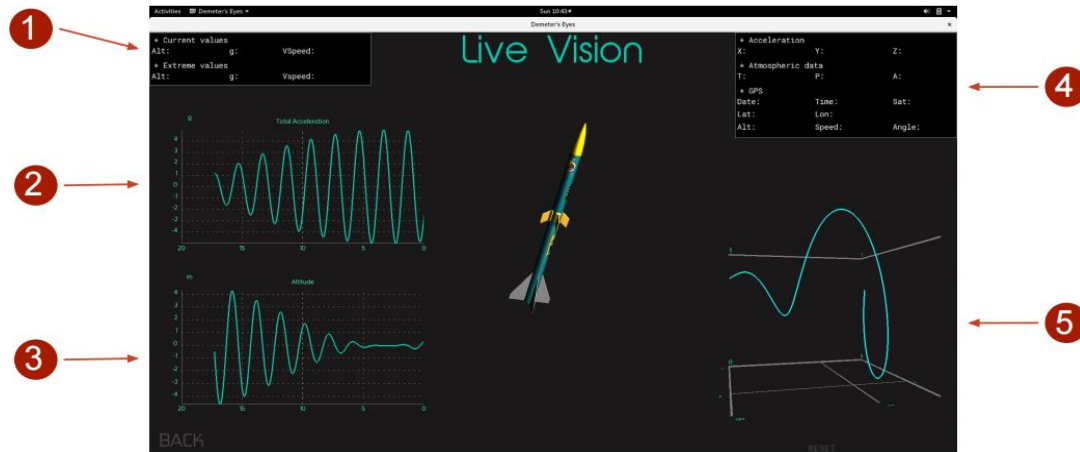 Activities Demeter's Eyes ▾ Sun 10:43
Demeter's Eyes ×
1
* Current values
Alt: g: VSpeed:
* Extreme values
Alt: g: Vspeed:
Live Vision
* Acceleration
X: Y: Z:
* Atmospheric data
T: P: A:
* GPS
Date: Time: Sat:
Lat: Lon:
Alt: Speed: Angle:
4
2
g
Total Acceleration
4
3
2
1
0
-1
-2
-3
-4
20 15 10 5 0
3
m
Altitude
4
3
2
1
0
-1
-2
-3
-4
20 15 10 5 0
5
BACK
RESET